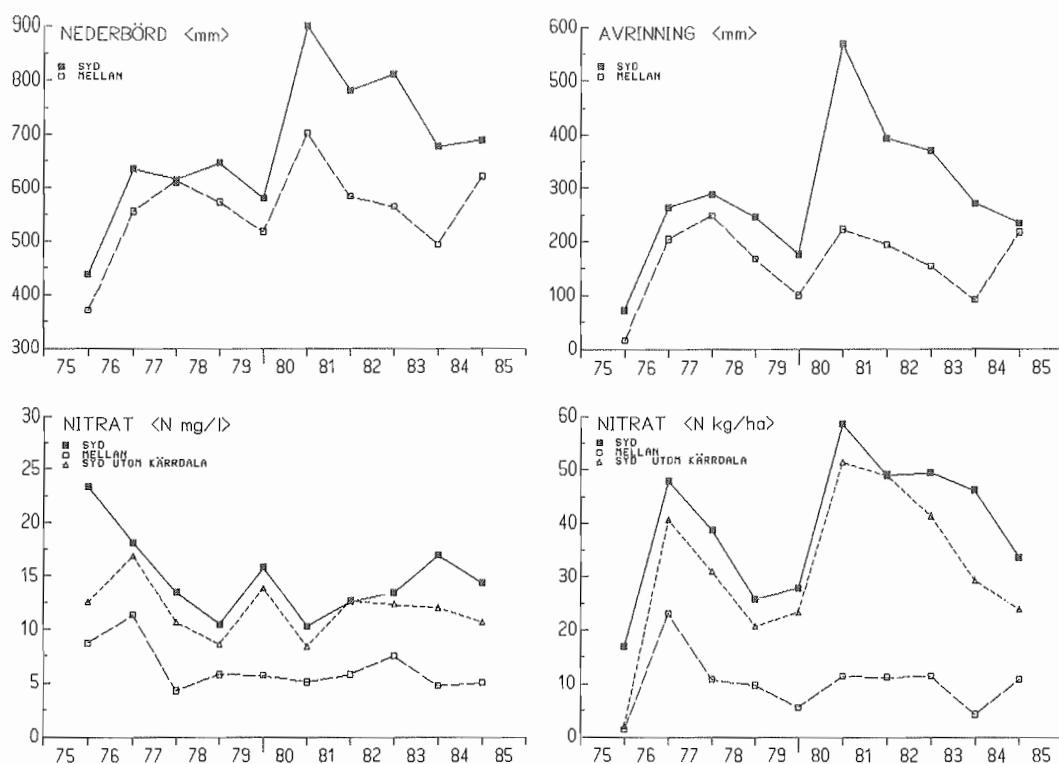 NEDERBÖRD <mm>
SYD
MELLAN
900
800
700
600
500
400
300
75 76 77 78 79 80 81 82 83 84 85
AVRINNING <mm>
SYD
MELLAN
600
500
400
300
200
100
0
75 76 77 78 79 80 81 82 83 84 85
NITRAT <N mg/l>
SYD
MELLAN
SYD UTOM KÄRRDALA
30
25
20
15
10
5
0
75 76 77 78 79 80 81 82 83 84 85
NITRAT <N kg/ha>
SYD
MELLAN
SYD UTOM KÄRRDALA
60
50
40
30
20
10
0
75 76 77 78 79 80 81 82 83 84 85